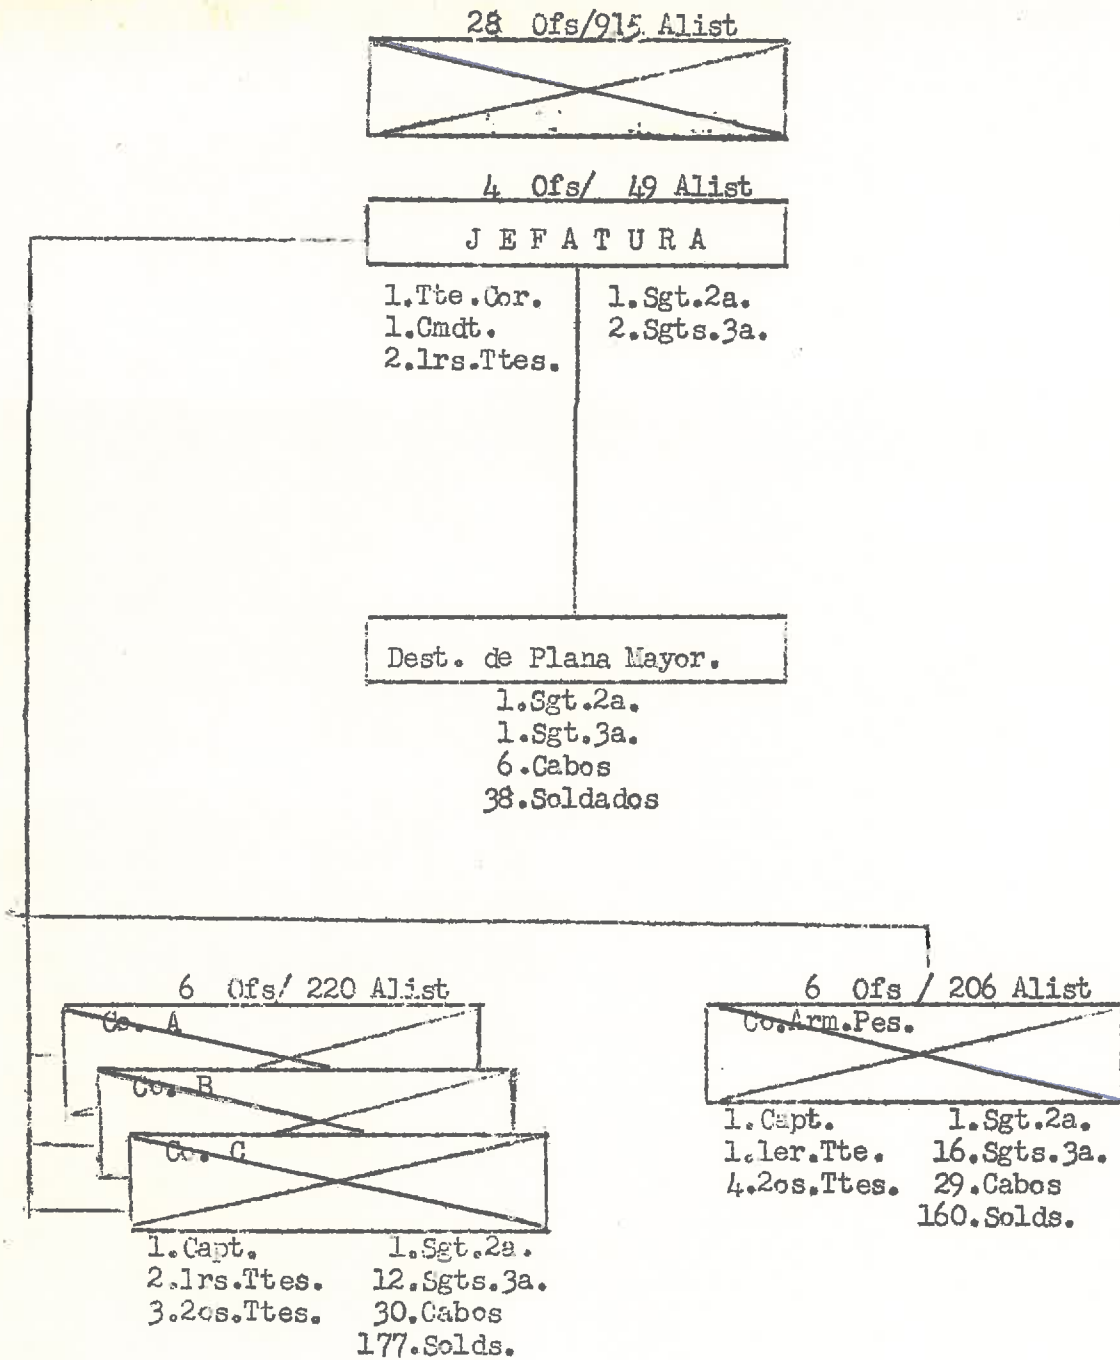 28 Ofs/915 Alist
4 Ofs/ 49 Alist
J E F A T U R A
1.Tte.Cor.
1.Cmdt.
2.1rs.Ttes.
1.Sgt.2a.
2.Sgts.3a.
Dest. de Plana Mayor.
1.Sgt.2a.
1.Sgt.3a.
6.Cabos
38.Soldados
6 Ofs/ 220 Alist
Co. A
Co. B
Co. C
1.Capt.
2.1rs.Ttes.
3.2os.Ttes.
1.Sgt.2a.
12.Sgts.3a.
30.Cabos
177.Solds.
6 Ofs / 206 Alist
Co.Arm.Pes.
1.Capt.
1.1er.Tte.
4.2os.Ttes.
1.Sgt.2a.
16.Sgts.3a.
29.Cabos
160.Solds.